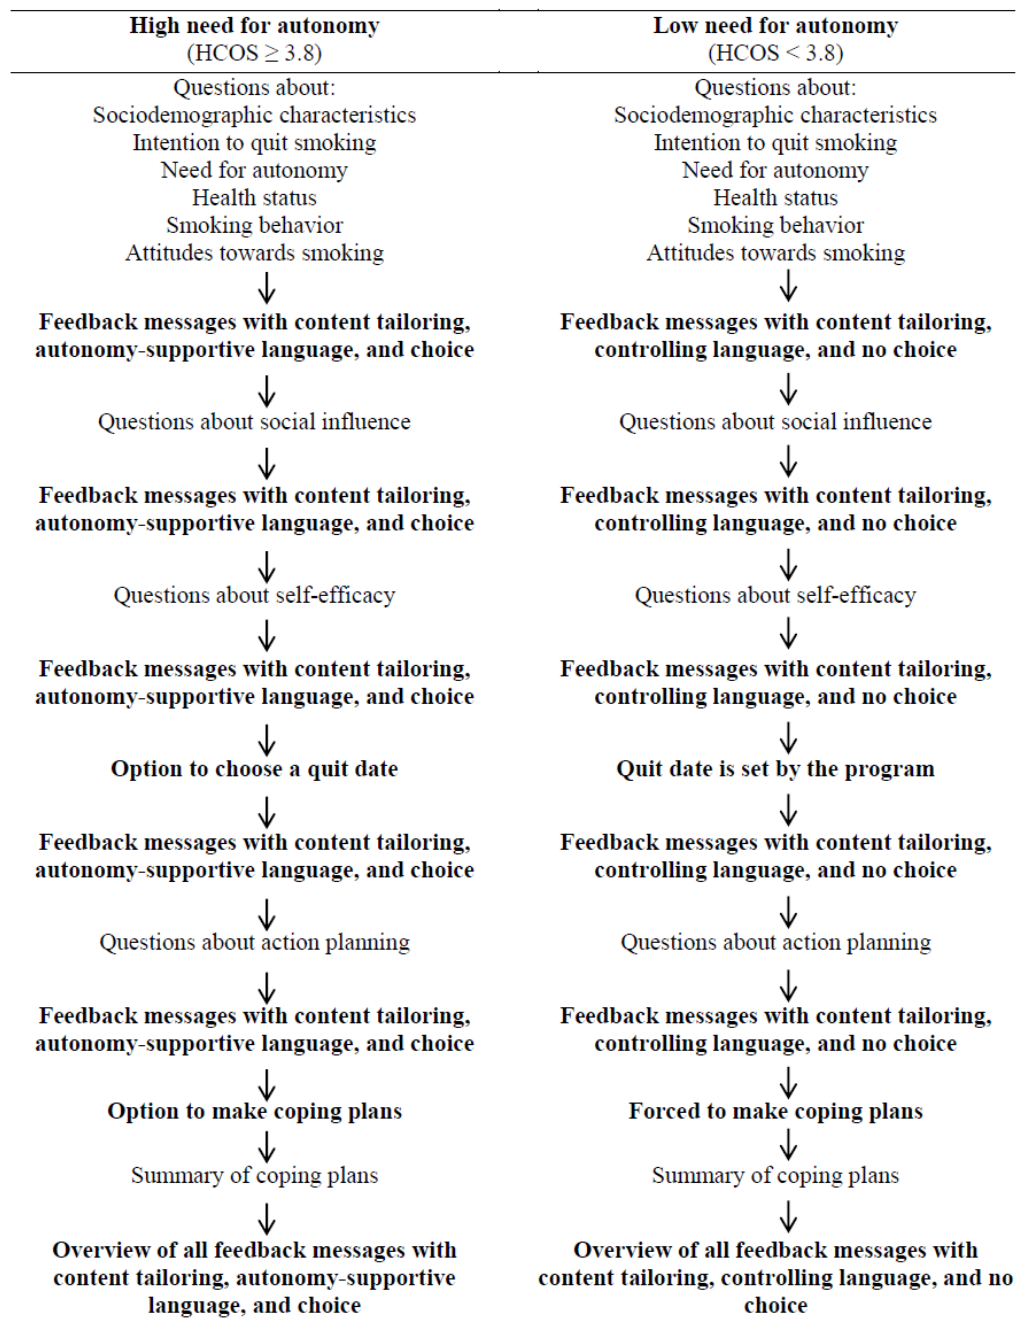 High need for autonomy
(HCOS ≥ 3.8)
Questions about:
Sociodemographic characteristics
Intention to quit smoking
Need for autonomy
Health status
Smoking behavior
Attitudes towards smoking
Feedback messages with content tailoring,
autonomy-supportive language, and choice
Questions about social influence
Feedback messages with content tailoring,
autonomy-supportive language, and choice
Questions about self-efficacy
Feedback messages with content tailoring,
autonomy-supportive language, and choice
Option to choose a quit date
Feedback messages with content tailoring,
autonomy-supportive language, and choice
Questions about action planning
Feedback messages with content tailoring,
autonomy-supportive language, and choice
Option to make coping plans
Summary of coping plans
Overview of all feedback messages with
content tailoring, autonomy-supportive
language, and choice
Low need for autonomy
(HCOS < 3.8)
Questions about:
Sociodemographic characteristics
Intention to quit smoking
Need for autonomy
Health status
Smoking behavior
Attitudes towards smoking
Feedback messages with content tailoring,
controlling language, and no choice
Questions about social influence
Feedback messages with content tailoring,
controlling language, and no choice
Questions about self-efficacy
Feedback messages with content tailoring,
controlling language, and no choice
Quit date is set by the program
Feedback messages with content tailoring,
controlling language, and no choice
Questions about action planning
Feedback messages with content tailoring,
controlling language, and no choice
Forced to make coping plans
Summary of coping plans
Overview of all feedback messages with
content tailoring, controlling language, and no
choice